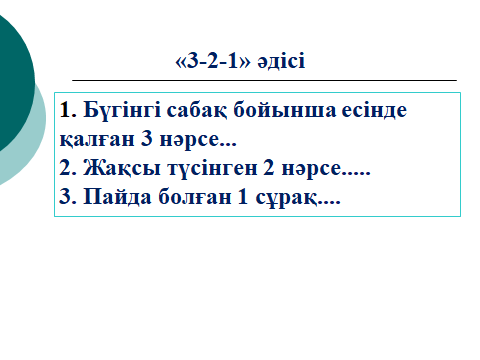 «3-2-1» әдісі
1. Бүгінгі сабақ бойынша есінде
қалған 3 нәрсе...
2. Жақсы түсінген 2 нәрсе.....
3. Пайда болған 1 сұрақ....